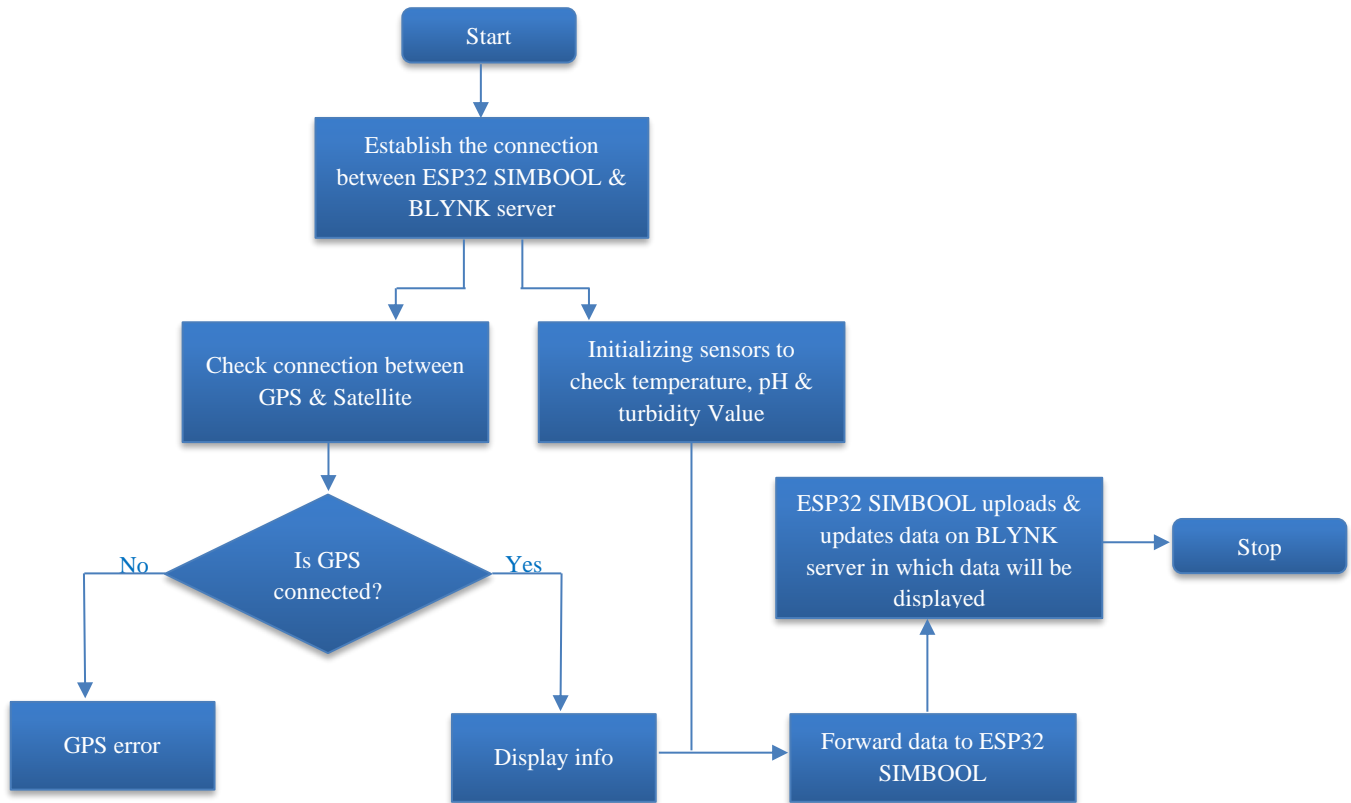 Start
Establish the connection
between ESP32 SIMBOOL &
BLYNK server
Check connection between
GPS & Satellite
Initializing sensors to
check temperature, pH &
turbidity Value
Is GPS
connected?
No
Yes
ESP32 SIMBOOL uploads &
updates data on BLYNK
server in which data will be
displayed
Stop
GPS error
Display info
Forward data to ESP32
SIMBOOL